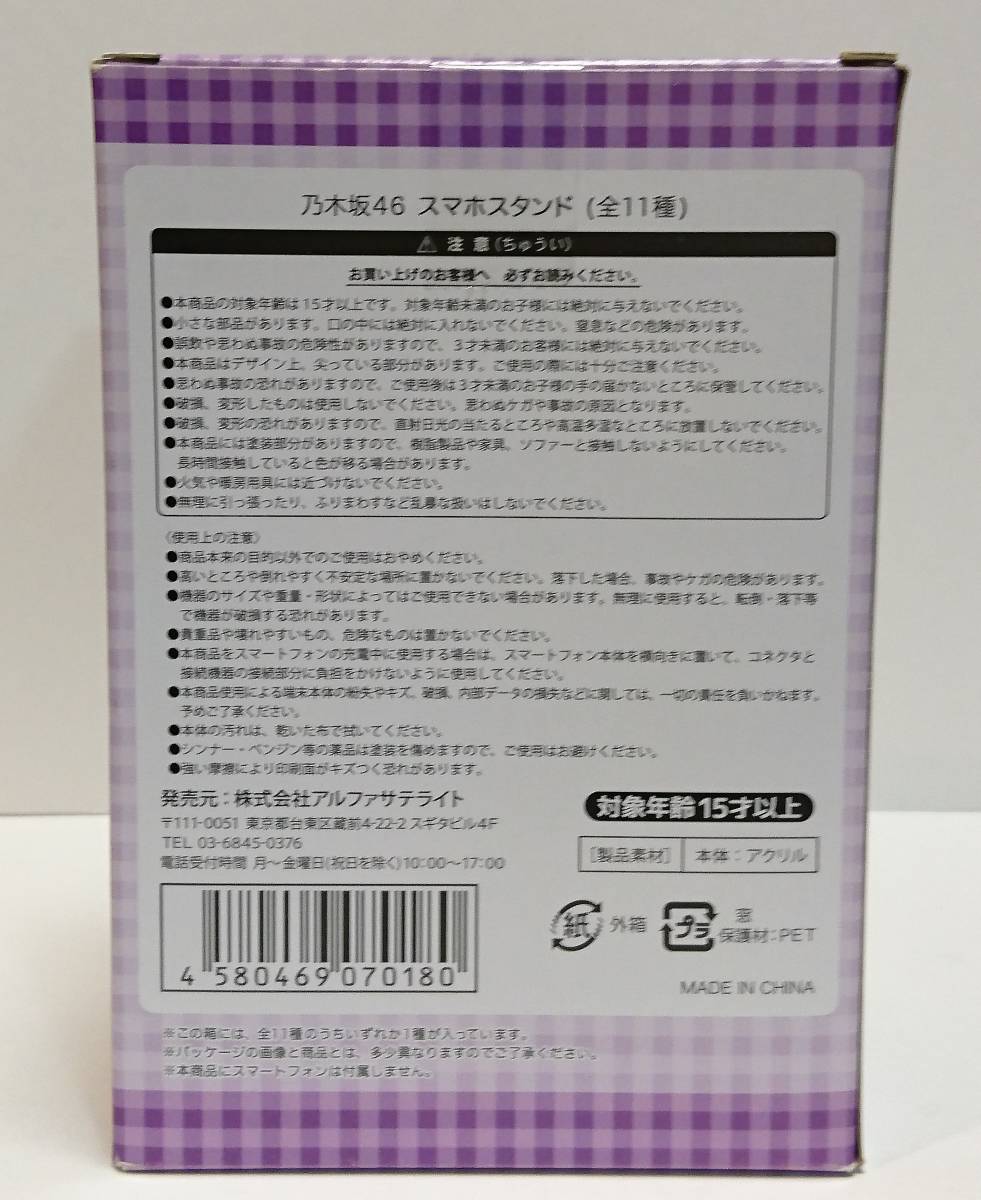 乃木坂46 スマホスタンド (全11種)
⚠ 注 意(ちゅうい)
お買い上げのお客様へ 必ずお読みください。
●本商品の対象年齢は15才以上です。対象年齢未満のお子様には絶対に与えないでください。
●小さな部品があります。口の中には絶対に入れないでください。窒息などの危険があります。
●誤飲や思わぬ事故の危険性がありますので、3才未満のお客様には絶対に与えないでください。
●本商品はデザイン上、尖っている部分があります。ご使用の際には十分ご注意ください。
●思わぬ事故の恐れがありますので、ご使用後は3才未満のお子様の手の届かないところに保管してください。
●破損、変形したものは使用しないでください。思わぬケガや事故の原因となります。
●破損、変形の恐れがありますので、直射日光の当たるところや高温多湿なところに放置しないでください。
●本商品には塗装部分がありますので、樹脂製品や家具、ソファーと接触しないようにしてください。
長時間接触していると色が移る場合があります。
●火気や暖房用具には近づけないでください。
●無理に引っ張ったり、ふりまわすなど乱暴な扱いはしないでください。
〈使用上の注意〉
●商品本来の目的以外でのご使用はおやめください。
●高いところや倒れやすく不安定な場所に置かないでください。落下した場合、事故やケガの危険があります。
●機器のサイズや重量・形状によってはご使用できない場合があります。無理に使用すると、転倒・落下等
で機器が破損する恐れがあります。
●貴重品や壊れやすいもの、危険なものは置かないでください。
●本商品をスマートフォンの充電中に使用する場合は、スマートフォン本体を横向きに置いて、コネクタと
接続機器の接続部分に負担をかけないように使用してください。
●本商品使用による端末本体の紛失やキズ、破損、内部データの損失などに関しては、一切の責任を負いかねます。
予めご了承ください。
●本体の汚れは、乾いた布で拭いてください。
●シンナー・ベンジン等の薬品は塗装を傷めますので、ご使用はお避けください。
●強い摩擦により印刷面がキズつく恐れがあります。
発売元：株式会社アルファサテライト
〒111-0051 東京都台東区蔵前4-22-2 スギタビル4F
TEL 03-6845-0376
電話受付時間 月～金曜日(祝日を除く)10:00～17:00
対象年齢15才以上
[製品素材] 本体：アクリル
紙 外箱
プラ 窓
保護材:PET
4 580469 070180
MADE IN CHINA
※この箱には、全11種のうちいずれか1種が入っています。
※パッケージの画像と商品とは、多少異なりますのでご了承ください。
※本商品にスマートフォンは付属しません。